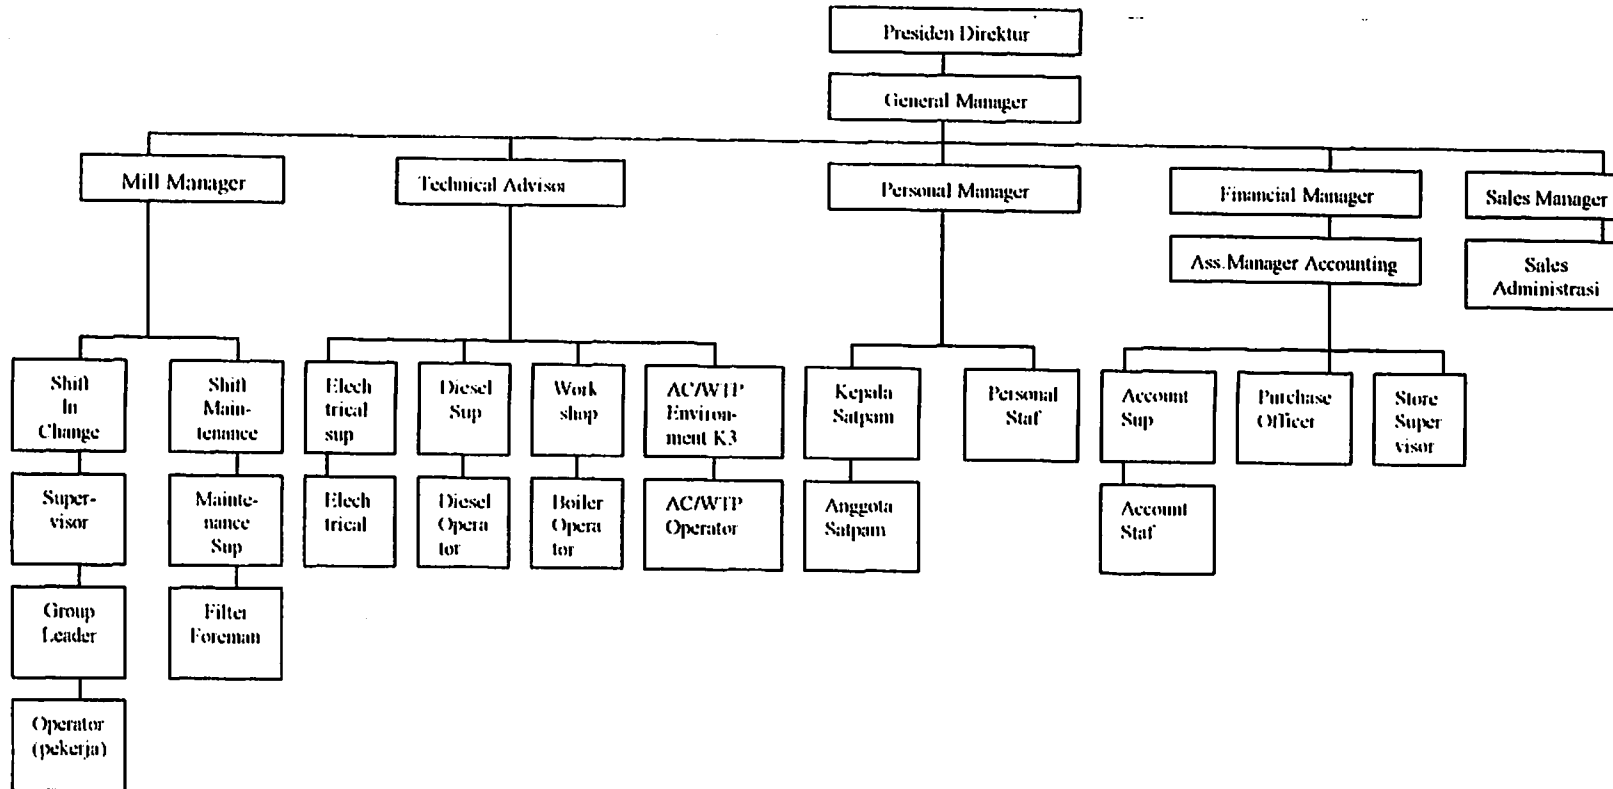 Presiden Direktur
General Manager
Mill Manager
Technical Advisor
Personal Manager
Financial Manager
Sales Manager
Ass.Manager Accounting
Sales
Administrasi
Shift
In
Change
Shift
Main-
tenance
Elech
trical
sup
Diesel
Sup
Work
shop
AC/WTP
Environ-
ment K3
Kepala
Satpam
Personal
Staf
Account
Sup
Purchase
Officer
Store
Super
visor
Super-
visor
Mainte-
nance
Sup
Elech
trical
Diesel
Opera
tor
Boiler
Opera
tor
AC/WTP
Operator
Anggota
Satpam
Account
Staf
Group
Leader
Filter
Foreman
Operator
(pekerja)